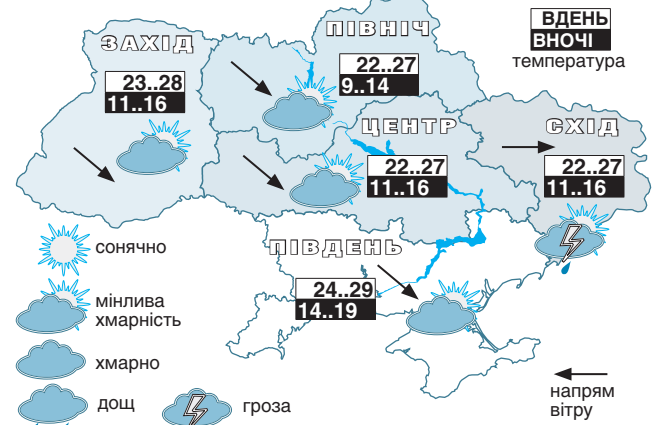 ПІВНІЧ
22..27
9..14
ЗАХІД
23..28
11..16
ВДЕНЬ
ВНОЧІ
температура
ЦЕНТР
22..27
11..16
СХІД
22..27
11..16
ПІВДЕНЬ
24..29
14..19
сонячно
мінлива
хмарність
хмарно
дощ
гроза
напрям
вітру